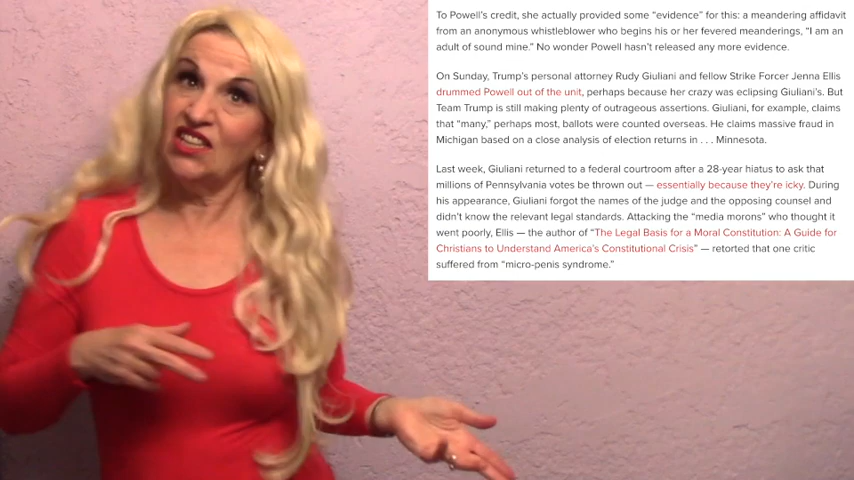 To Powell's credit, she actually provided some “evidence” for this: a meandering affidavit
from an anonymous whistleblower who begins his or her fevered meanderings, “I am an
adult of sound mine.” No wonder Powell hasn't released any more evidence.
On Sunday, Trump's personal attorney Rudy Giuliani and fellow Strike Forcer Jenna Ellis
drummed Powell out of the unit, perhaps because her crazy was eclipsing Giuliani's. But
Team Trump is still making plenty of outrageous assertions. Giuliani, for example, claims
that “many,” perhaps most, ballots were counted overseas. He claims massive fraud in
Michigan based on a close analysis of election returns in . . . Minnesota.
Last week, Giuliani returned to a federal courtroom after a 28-year hiatus to ask that
millions of Pennsylvania votes be thrown out — essentially because they're icky. During
his appearance, Giuliani forgot the names of the judge and the opposing counsel and
didn't know the relevant legal standards. Attacking the “media morons” who thought it
went poorly, Ellis — the author of “The Legal Basis for a Moral Constitution: A Guide for
Christians to Understand America's Constitutional Crisis” — retorted that one critic
suffered from “micro-penis syndrome.”